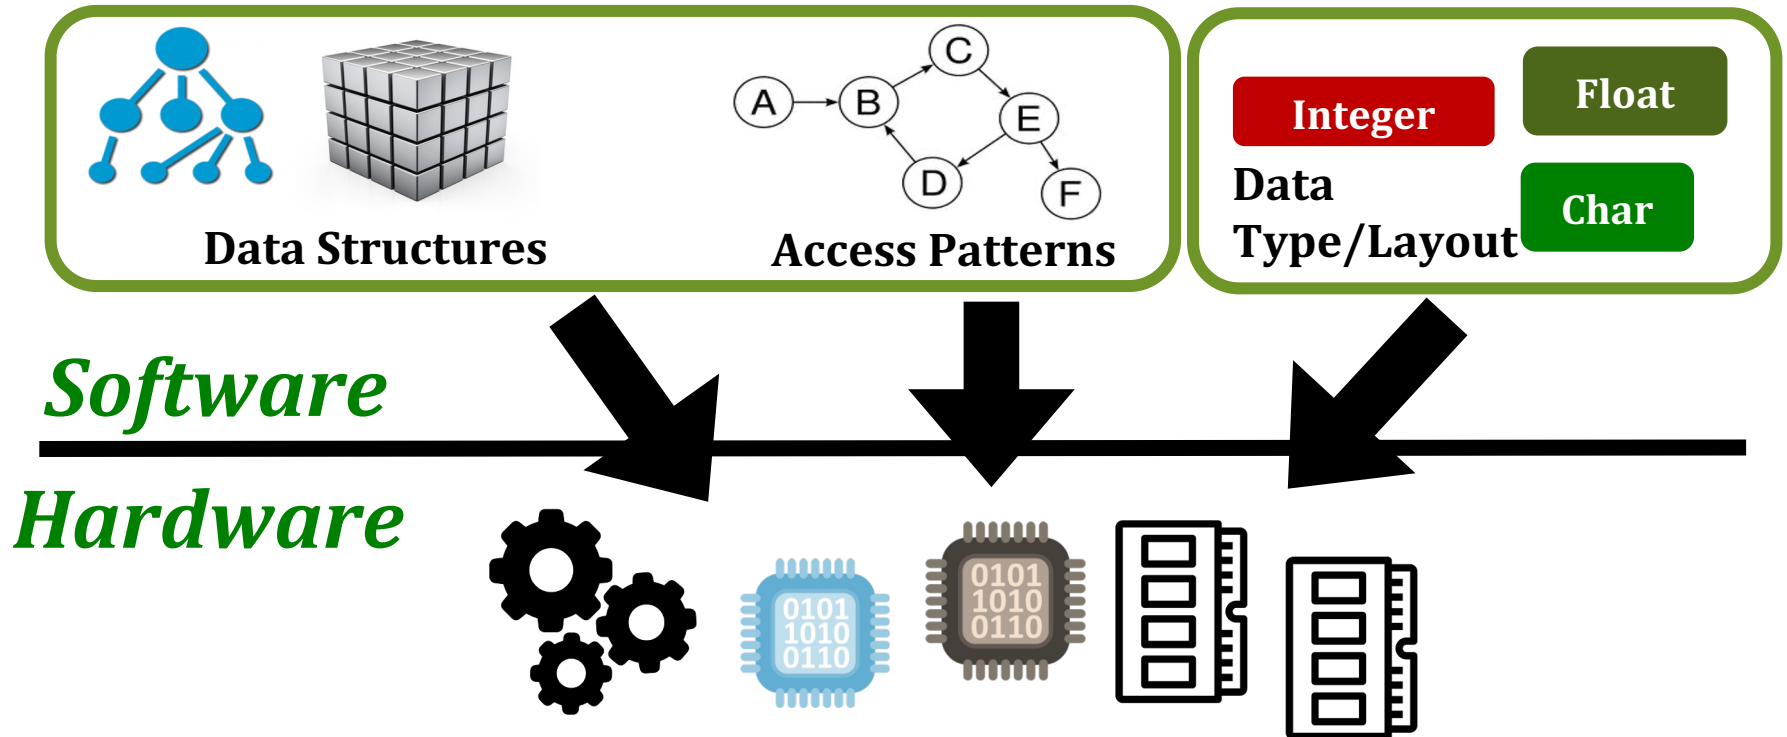 A
B
C
D
E
F
Data Structures
Access Patterns
Integer
Float
Data
Type/Layout
Char
Software
Hardware
0101
1010
0110
0101
1010
0110